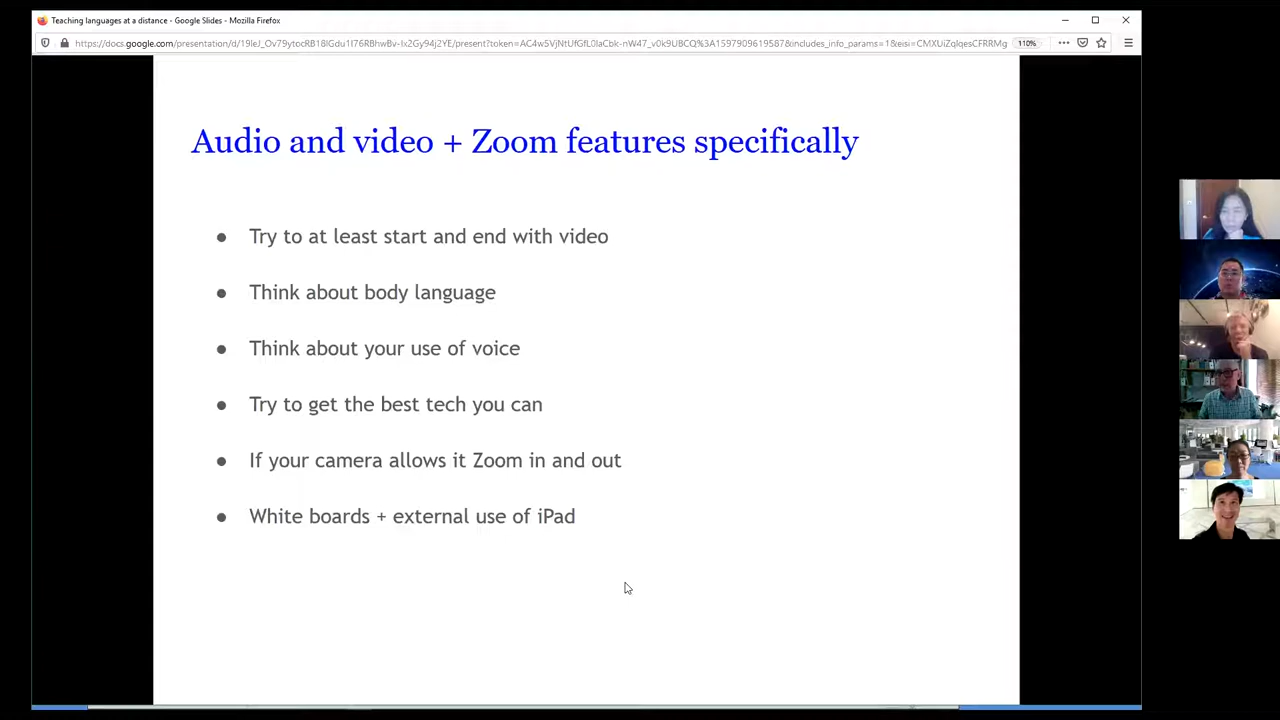 Teaching languages at a distance - Google Slides - Mozilla Firefox
110%
Audio and video + Zoom features specifically
● Try to at least start and end with video
● Think about body language
● Think about your use of voice
● Try to get the best tech you can
● If your camera allows it Zoom in and out
● White boards + external use of iPad